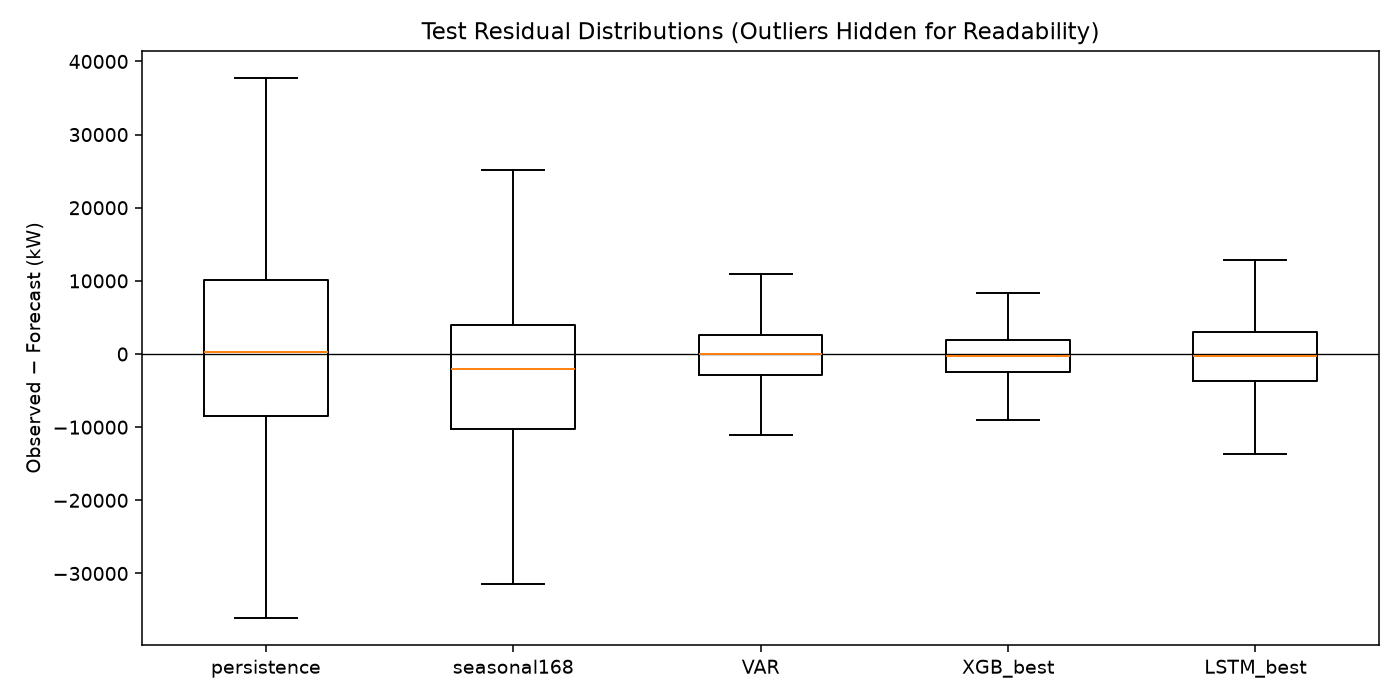 Test Residual Distributions (Outliers Hidden for Readability)
Observed − Forecast (kW)
40000
30000
20000
10000
0
−10000
−20000
−30000
persistence
seasonal168
VAR
XGB_best
LSTM_best